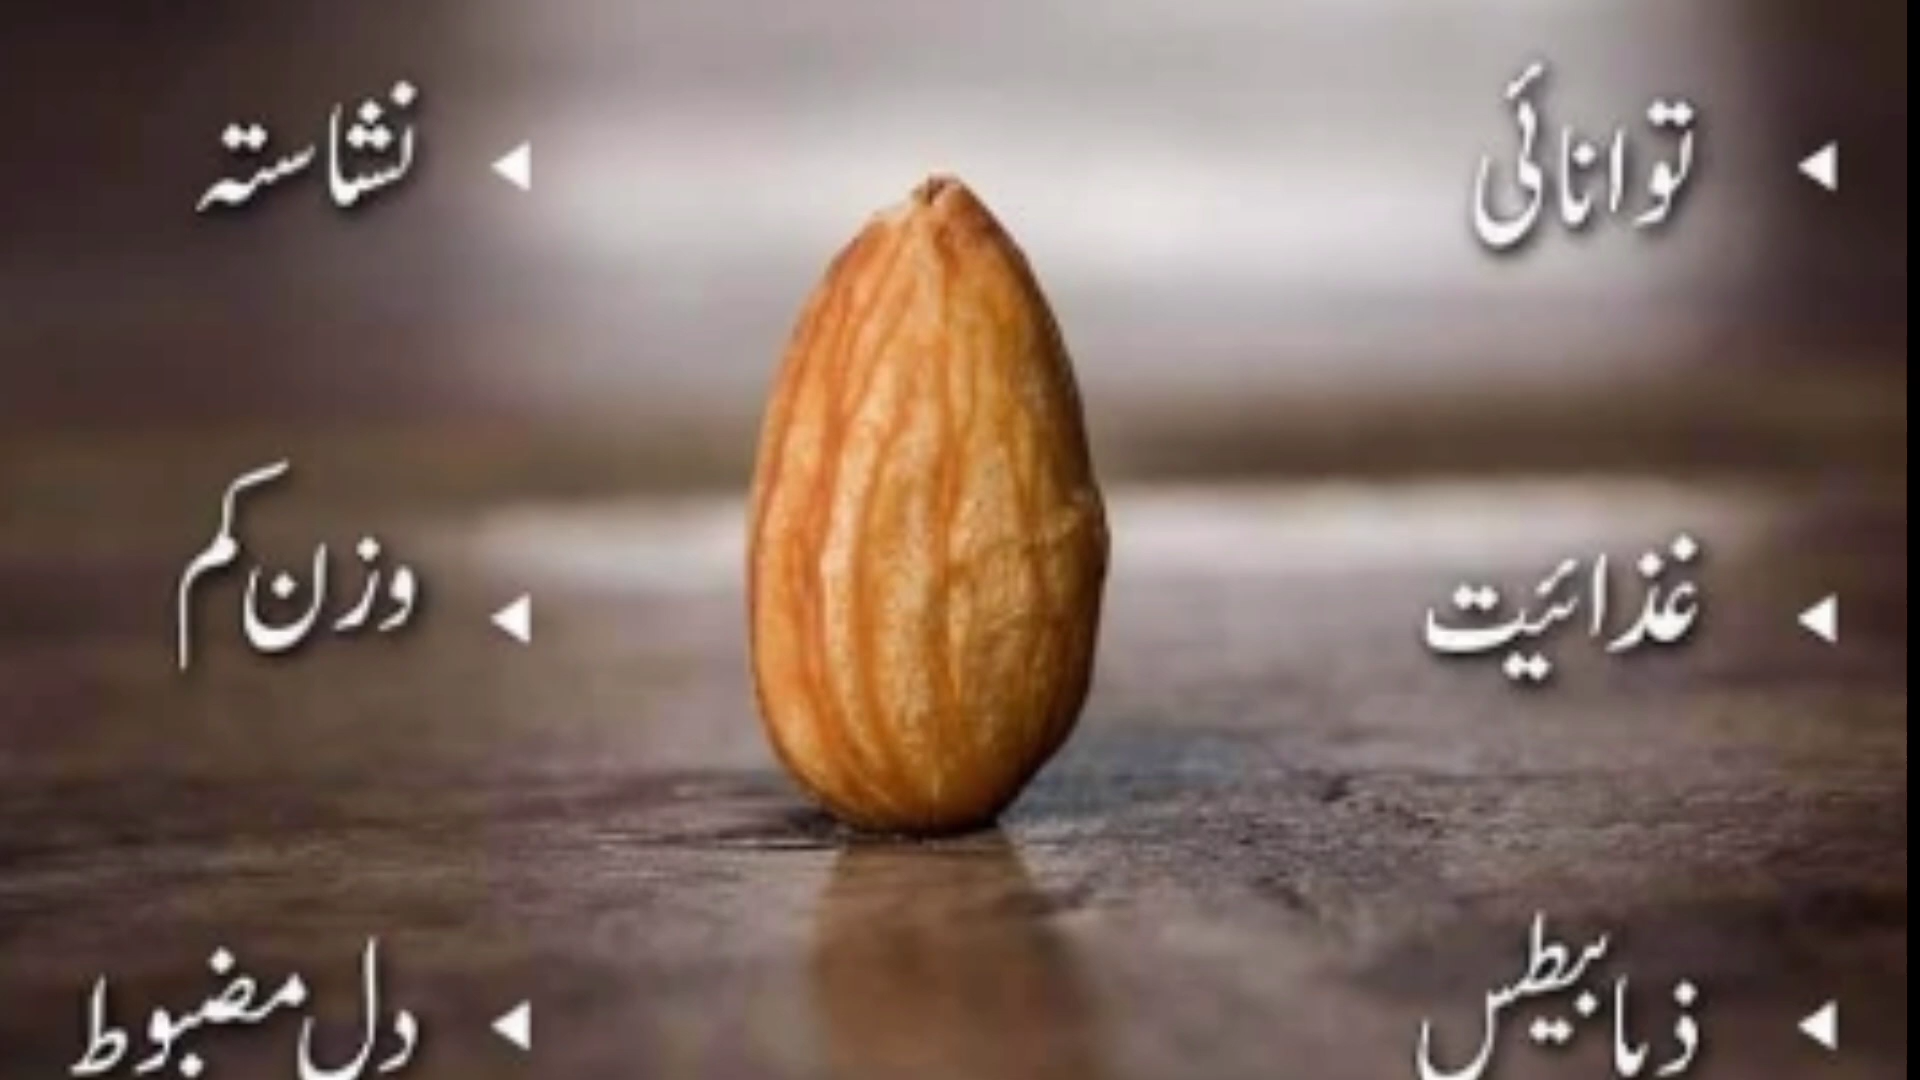 توانائی
نشاستہ
غذائیت
وزن کم
ذیابیطس
دل مضبوط